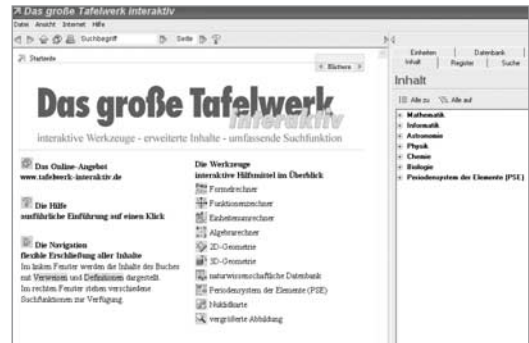 Das große Tafelwerk interaktiv
Datei Ansicht Internet Hilfe
Suchbegriff
Seite
Startseite
Blättern
Das große Tafelwerk
interaktiv
interaktive Werkzeuge - erweiterte Inhalte - umfassende Suchfunktion
Das Online-Angebot
www.tafelwerk-interaktiv.de
Die Hilfe
ausführliche Einführung auf einen Klick
Die Navigation
flexible Erschließung aller Inhalte
Im linken Fenster werden die Inhalte des Buches
mit Verweisen und Definitionen dargestellt.
Im rechten Fenster stehen verschiedene
Suchfunktionen zur Verfügung.
Die Werkzeuge
interaktive Hilfsmittel im Überblick
Formelrechner
Funktionenzeichner
Einheitenumrechner
Algebrarechner
2D-Geometrie
3D-Geometrie
naturwissenschaftliche Datenbank
Periodensystem der Elemente (PSE)
Nuklidkarte
vergrößerte Abbildung
Einheiten Datenbank
Inhalt Register Suche
Inhalt
Alle zu Alle auf
Mathematik
Informatik
Astronomie
Physik
Chemie
Biologie
Periodensystem der Elemente (PSE)